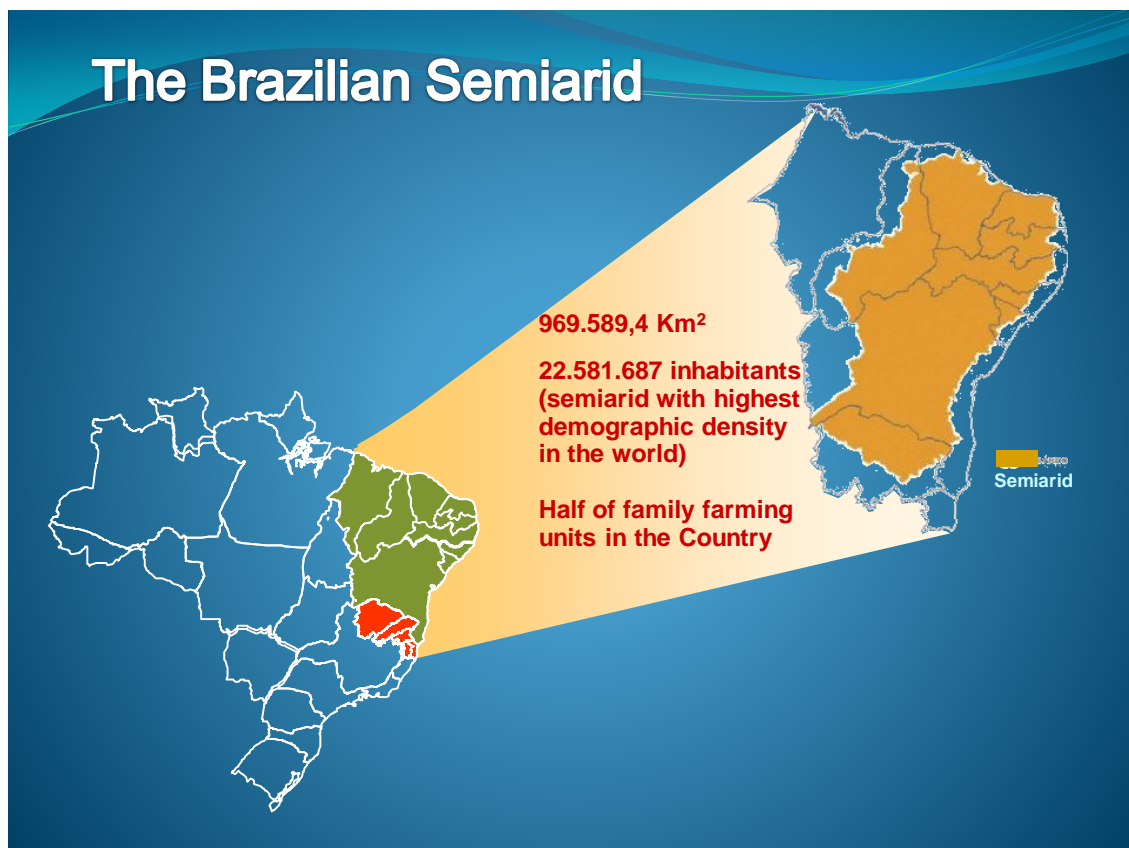 The Brazilian Semiarid
969.589,4 Km²
22.581.687 inhabitants
(semiarid with highest
demographic density
in the world)
Half of family farming
units in the Country
Semiarid